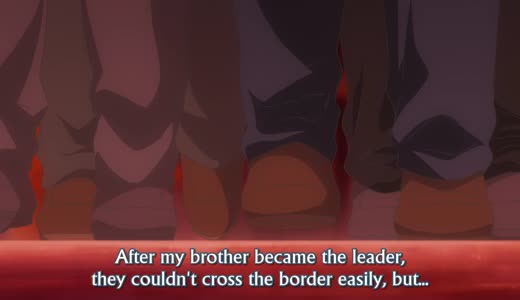 After my brother became the leader,
they couldn't cross the border easily, but...